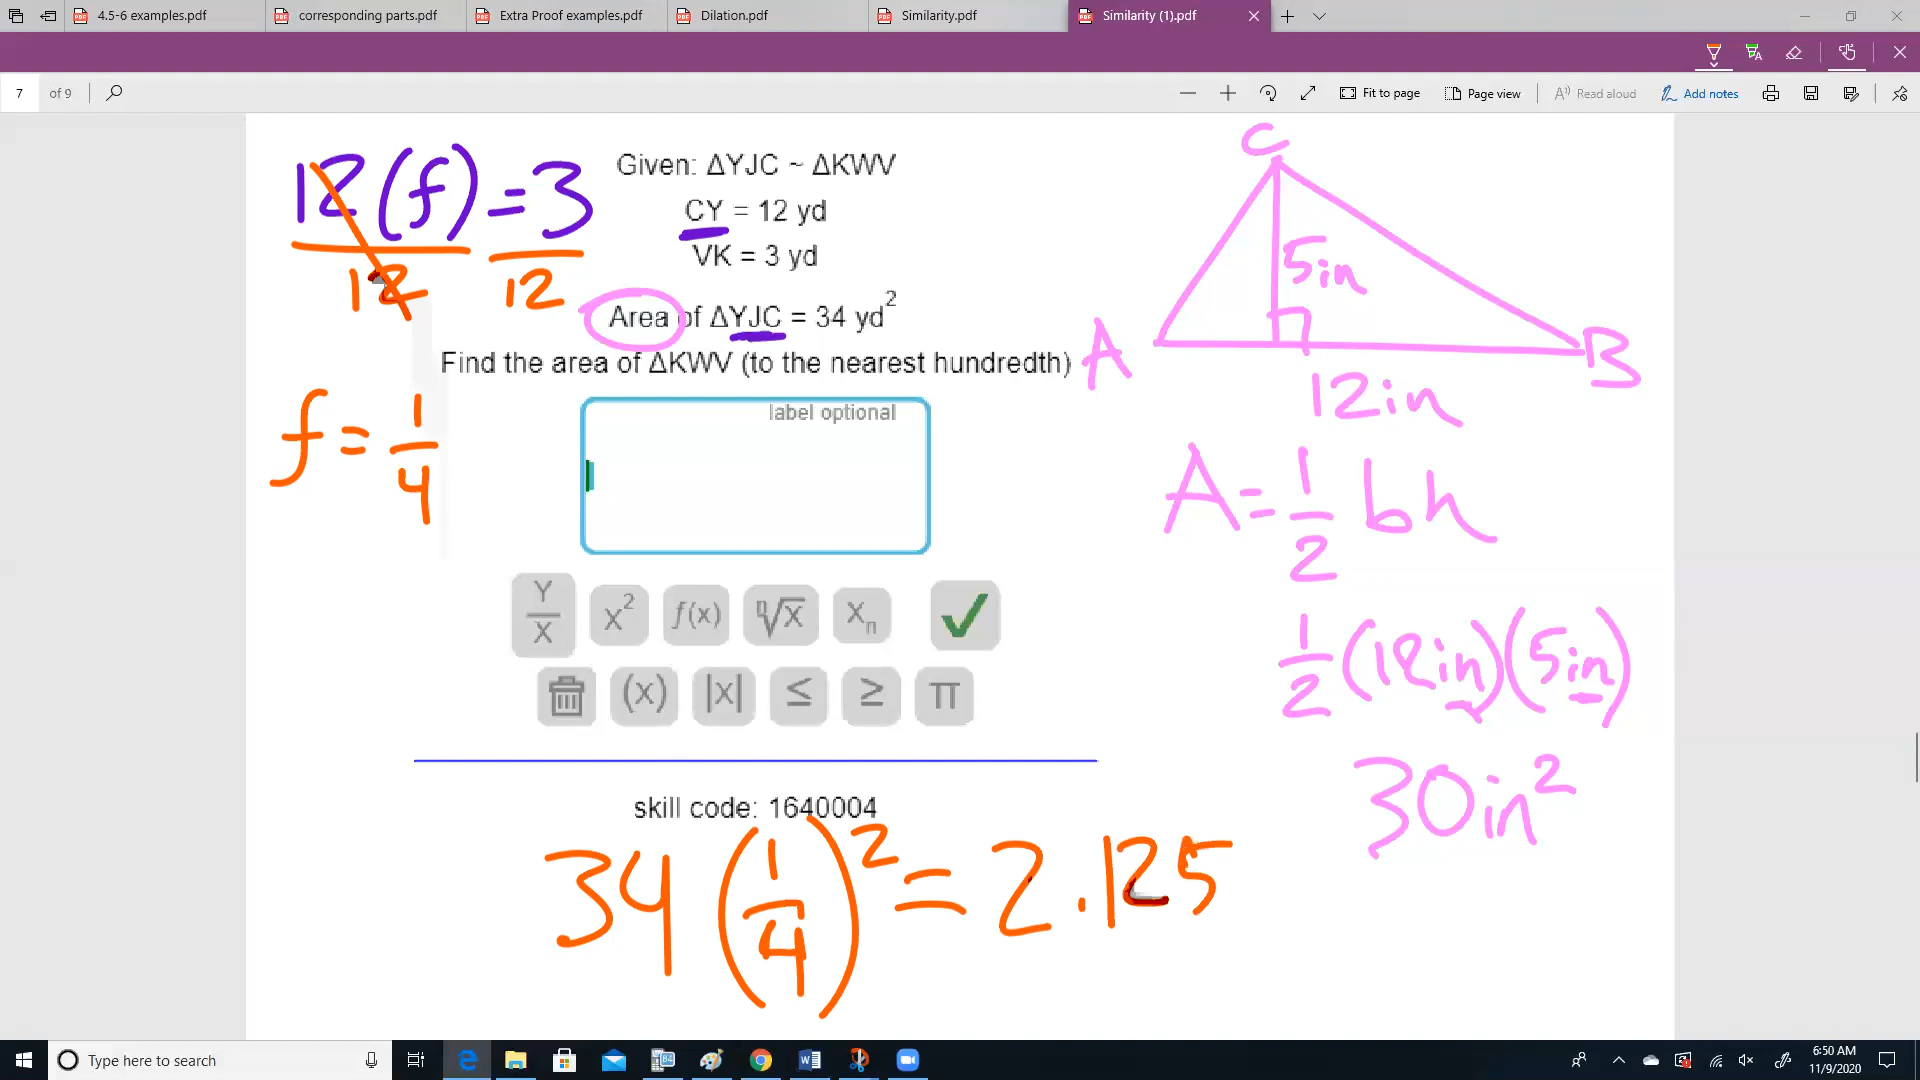 4.5-6 examples.pdf
corresponding parts.pdf
Extra Proof examples.pdf
Dilation.pdf
Similarity.pdf
Similarity (1).pdf
7 of 9
Fit to page
Page view
Read aloud
Add notes
12 (f) = 3
12 12
f = 1/4
Given: ΔYJC ~ ΔKWV
CY = 12 yd
VK = 3 yd
Area of ΔYJC = 34 yd²
Find the area of ΔKWV (to the nearest hundredth)
label optional
Y/X x² f(x) ⁿ√x xₙ
(x) |x| ≤ ≥ π
skill code: 1640004
34 (1/4)² = 2.125
C
5in
A
B
12in
A = 1/2 bh
1/2 (12in)(5in)
30in²
Type here to search
6:50 AM
11/9/2020